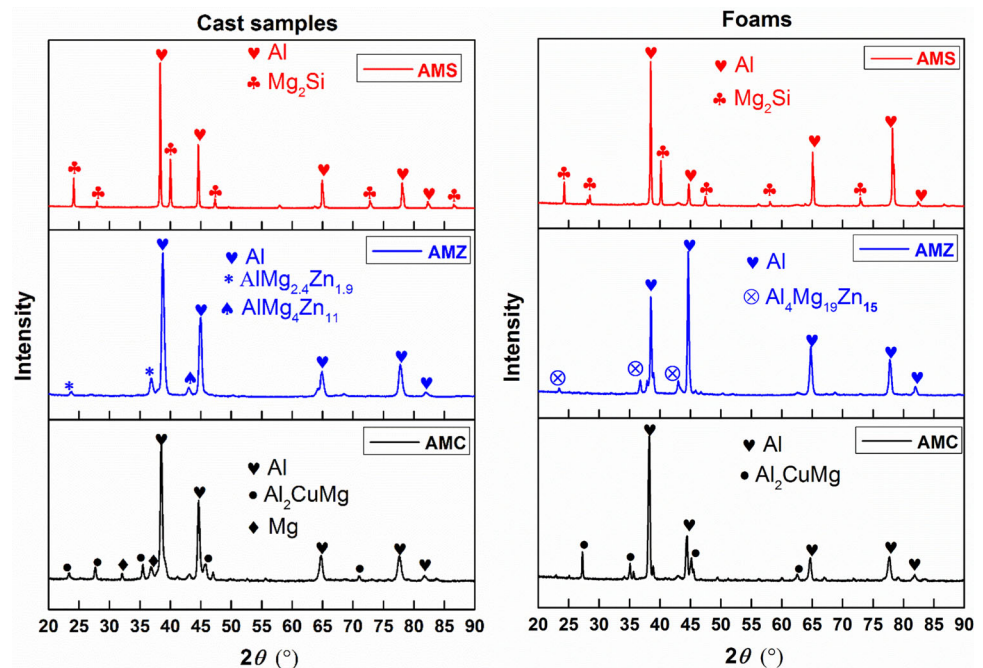 Cast samples
Al
Mg₂Si
AMS
Al
AlMg₂.₄Zn₁.₉
AlMg₄Zn₁₁
AMZ
Al
Al₂CuMg
Mg
AMC
Intensity
20 25 30 35 40 45 50 55 60 65 70 75 80 85 90
2θ (°)
Foams
Al
Mg₂Si
AMS
Al
Al₄Mg₁₉Zn₁₅
AMZ
Al
Al₂CuMg
AMC
Intensity
20 25 30 35 40 45 50 55 60 65 70 75 80 85 90
2θ (°)